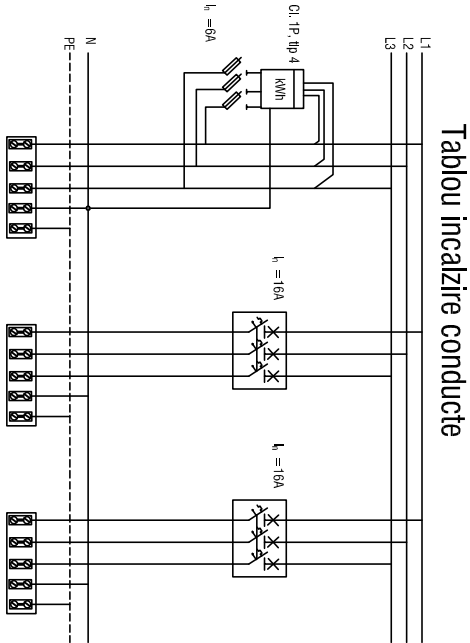 Tablou incalzire conducte
L1
L2
L3
Cl. 1P, tip 4
kWh
In =6A
N
PE
In =16A
In =16A